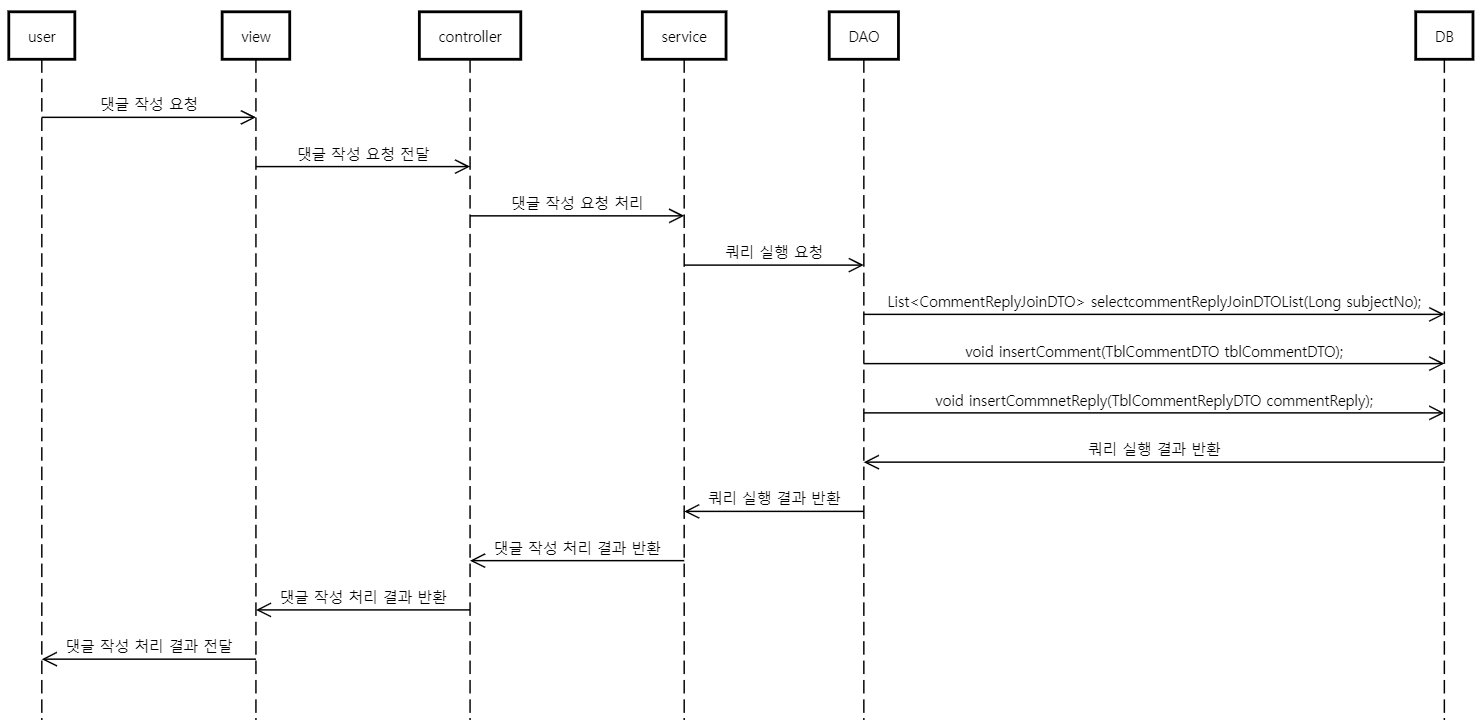 user
view
controller
service
DAO
DB
댓글 작성 요청
댓글 작성 요청 전달
댓글 작성 요청 처리
쿼리 실행 요청
List<CommentReplyJoinDTO> selectcommentReplyJoinDTOList(Long subjectNo);
void insertComment(TblCommentDTO tblCommentDTO);
void insertCommnetReply(TblCommentReplyDTO commentReply);
쿼리 실행 결과 반환
쿼리 실행 결과 반환
댓글 작성 처리 결과 반환
댓글 작성 처리 결과 반환
댓글 작성 처리 결과 전달